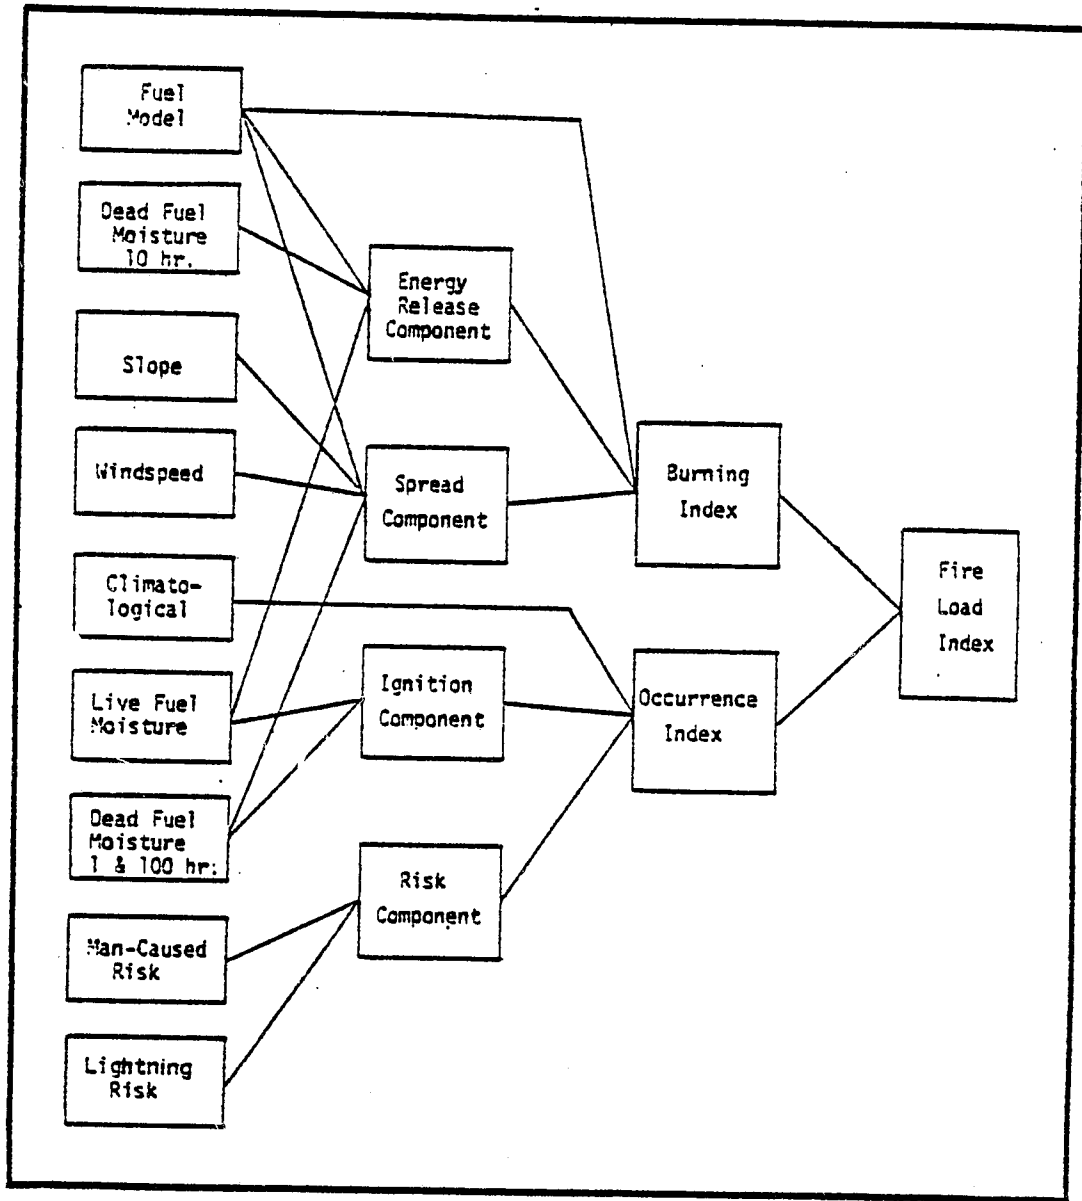 Fuel
Model
Dead Fuel
Moisture
10 hr.
Slope
Windspeed
Climato-
logical
Live Fuel
Moisture
Dead Fuel
Moisture
1 & 100 hr.
Man-Caused
Risk
Lightning
Risk
Energy
Release
Component
Spread
Component
Ignition
Component
Risk
Component
Burning
Index
Occurrence
Index
Fire
Load
Index